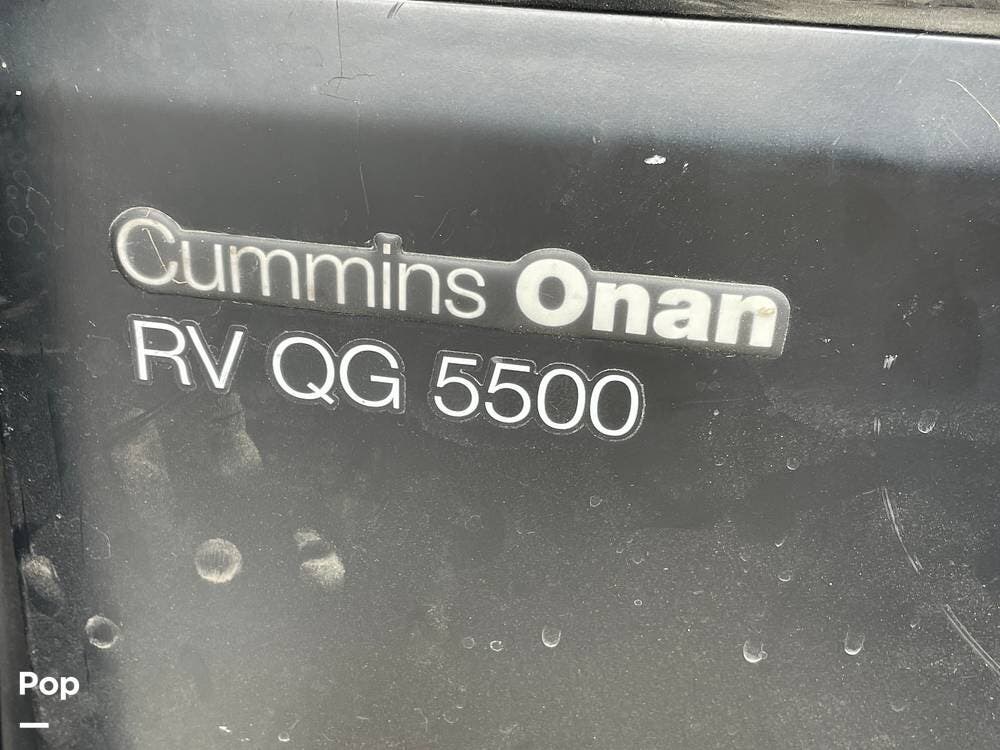 Cummins Onan
RV QG 5500
Pop